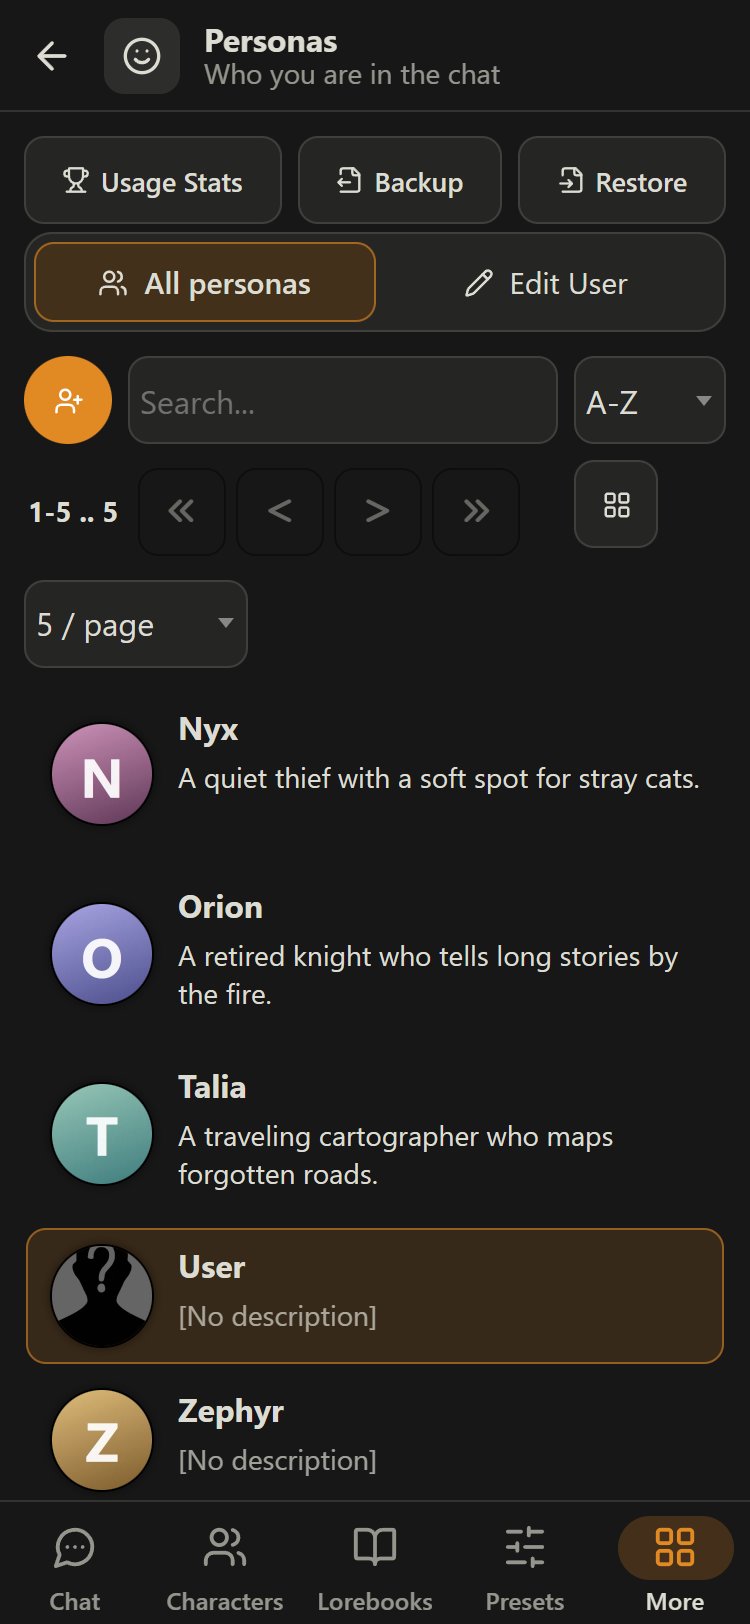 Personas
Who you are in the chat
Usage Stats
Backup
Restore
All personas
Edit User
Search...
A-Z
1-5 .. 5
5 / page
N
Nyx
A quiet thief with a soft spot for stray cats.
O
Orion
A retired knight who tells long stories by
the fire.
T
Talia
A traveling cartographer who maps
forgotten roads.
?
User
[No description]
Z
Zephyr
[No description]
Chat
Characters
Lorebooks
Presets
More